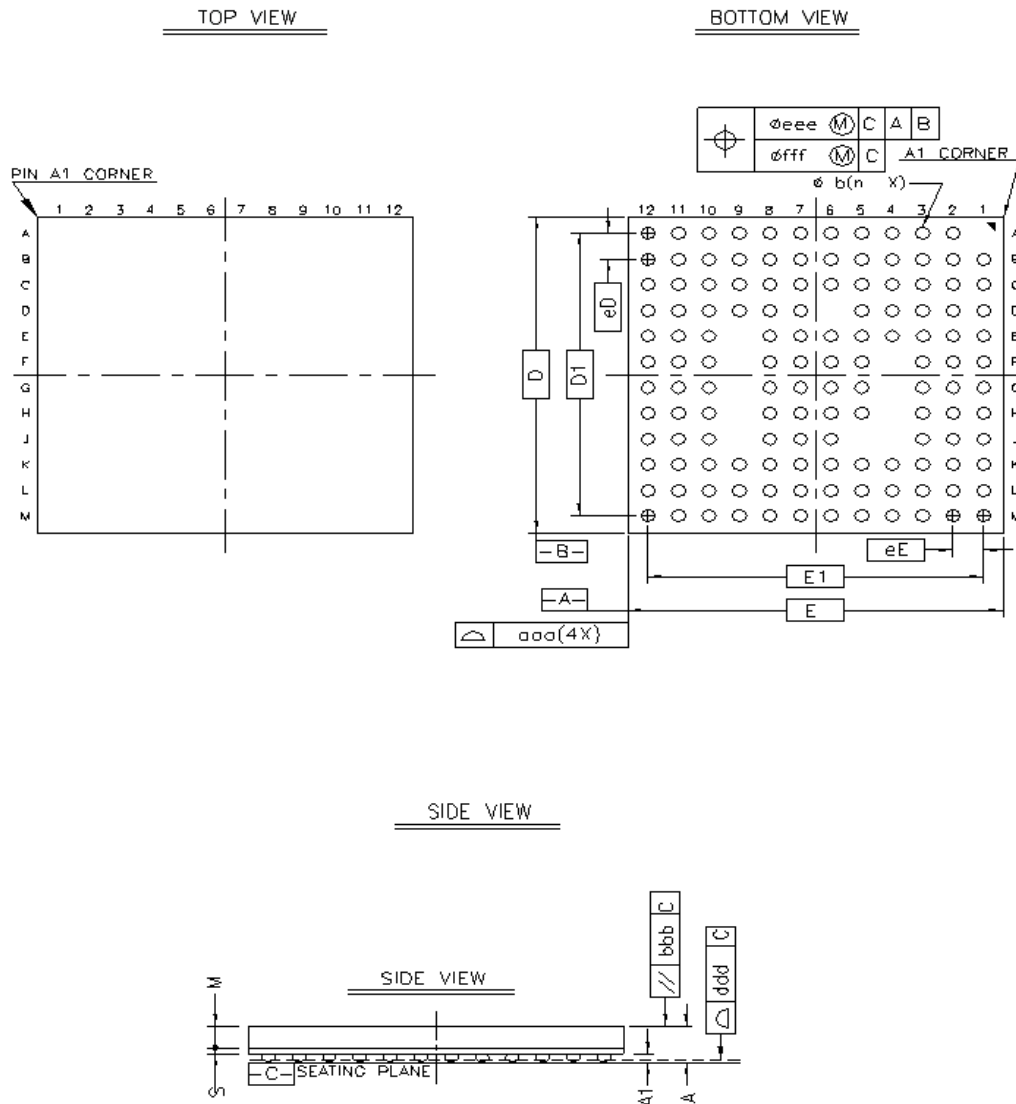 TOP VIEW
BOTTOM VIEW
øeee Ⓜ C A B
øfff Ⓜ C
A1 CORNER
PIN A1 CORNER
ø b(n X)
1 2 3 4 5 6 7 8 9 10 11 12
12 11 10 9 8 7 6 5 4 3 2 1
A
B
C
D
E
F
G
H
J
K
L
M
A
B
C
D
E
F
G
H
J
K
L
M
eD
D
D1
B
eE
E1
A
E
aaa(4X)
SIDE VIEW
SIDE VIEW
M
S
// bbb C
ddd C
C
SEATING PLANE
A1
A